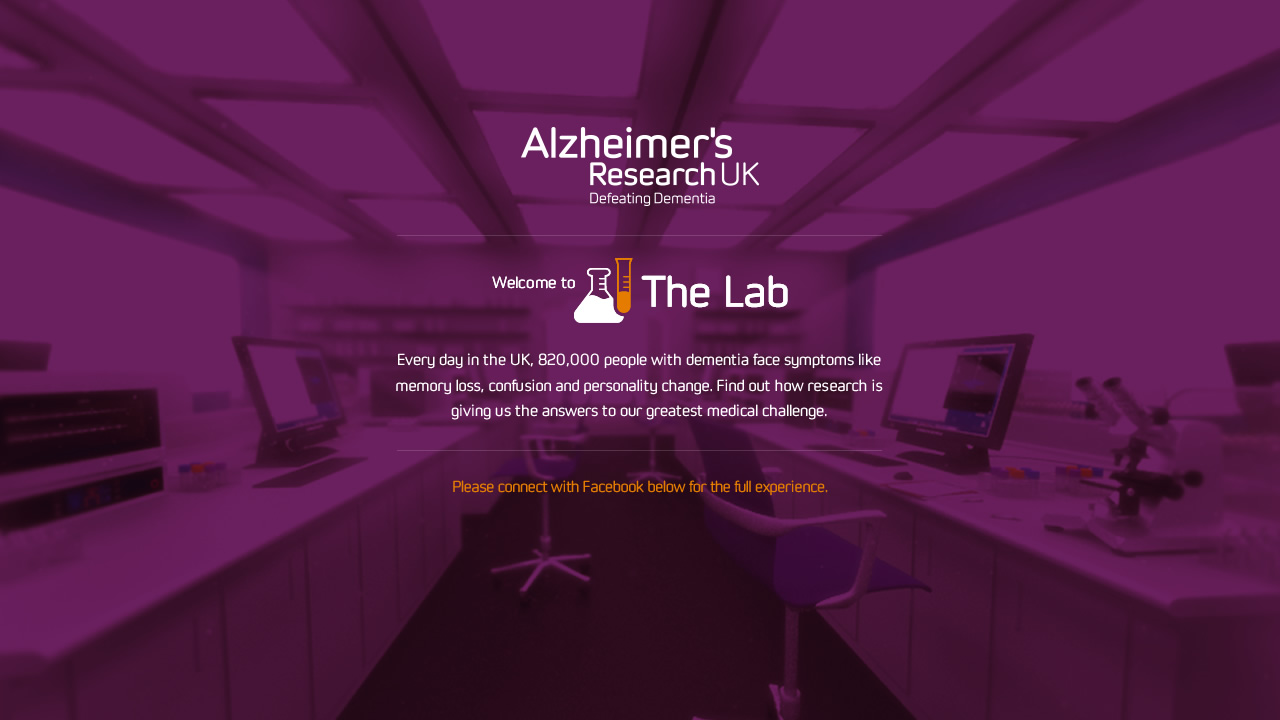 Alzheimer's
Research UK
Defeating Dementia
Welcome to The Lab
Every day in the UK, 820,000 people with dementia face symptoms like
memory loss, confusion and personality change. Find out how research is
giving us the answers to our greatest medical challenge.
Please connect with Facebook below for the full experience.